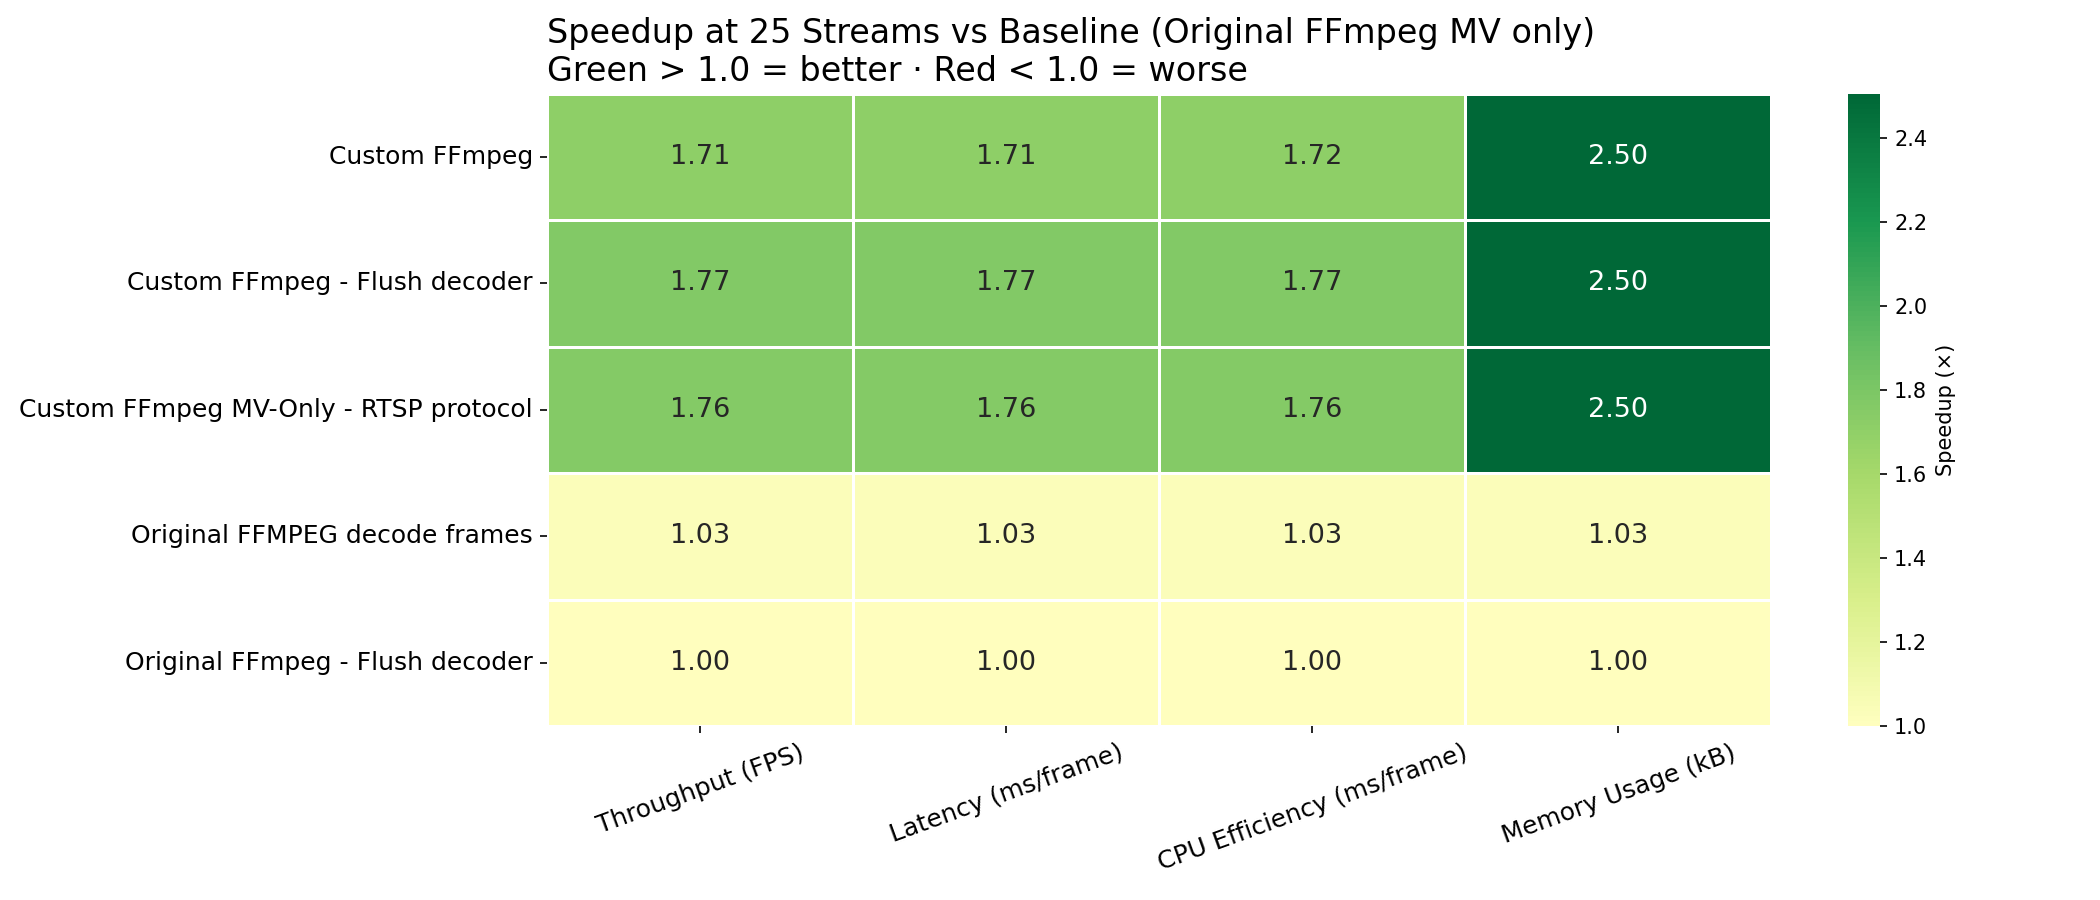 Speedup at 25 Streams vs Baseline (Original FFmpeg MV only)
Green > 1.0 = better · Red < 1.0 = worse
Custom FFmpeg
1.71
1.71
1.72
2.50
Custom FFmpeg - Flush decoder
1.77
1.77
1.77
2.50
Custom FFmpeg MV-Only - RTSP protocol
1.76
1.76
1.76
2.50
Original FFMPEG decode frames
1.03
1.03
1.03
1.03
Original FFmpeg - Flush decoder
1.00
1.00
1.00
1.00
Throughput (FPS)
Latency (ms/frame)
CPU Efficiency (ms/frame)
Memory Usage (kB)
2.4
2.2
2.0
1.8
1.6
1.4
1.2
1.0
Speedup (×)